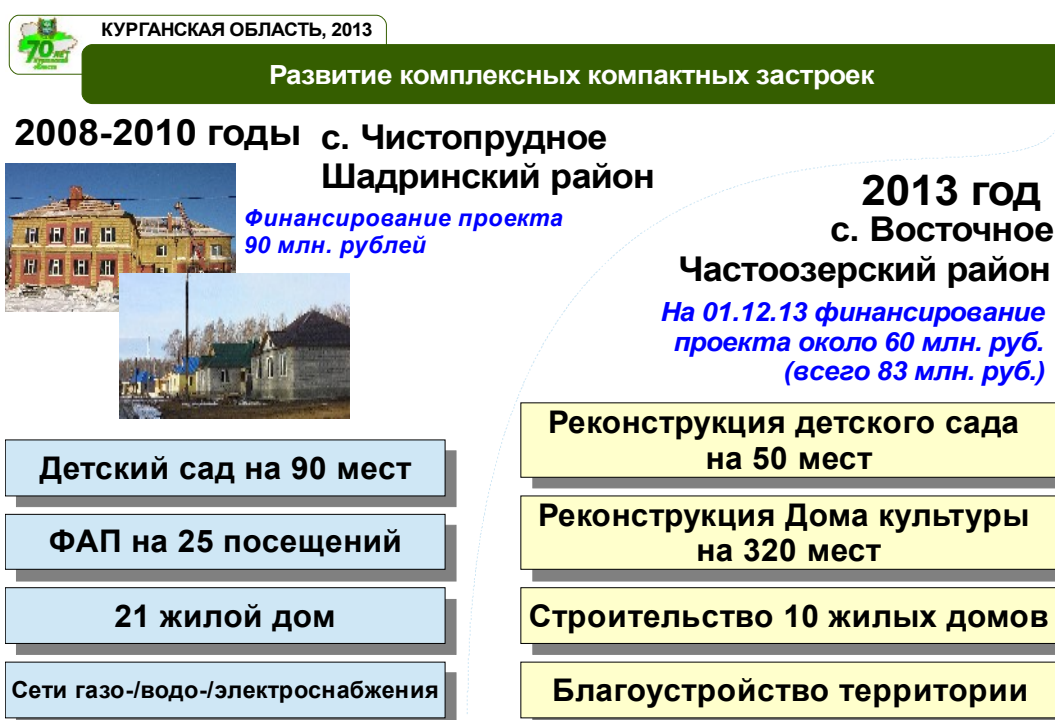 КУРГАНСКАЯ ОБЛАСТЬ, 2013
70 лет
Развитие комплексных компактных застроек
2008-2010 годы
с. Чистопрудное
Шадринский район
Финансирование проекта
90 млн. рублей
Детский сад на 90 мест
ФАП на 25 посещений
21 жилой дом
Сети газо-/водо-/электроснабжения
2013 год
с. Восточное
Частоозерский район
На 01.12.13 финансирование
проекта около 60 млн. руб.
(всего 83 млн. руб.)
Реконструкция детского сада
на 50 мест
Реконструкция Дома культуры
на 320 мест
Строительство 10 жилых домов
Благоустройство территории